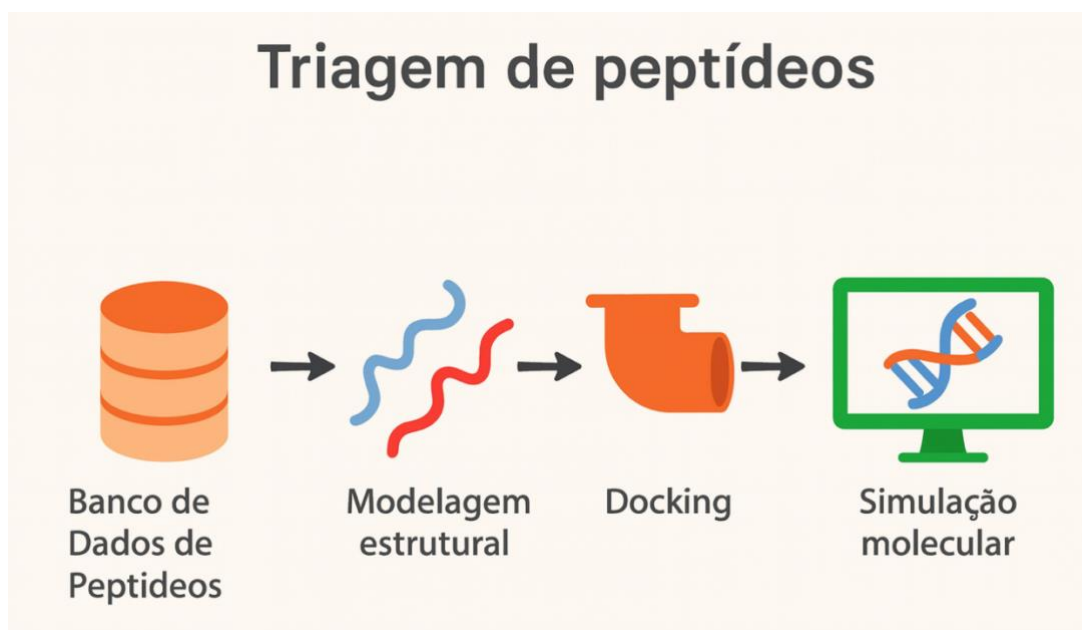 Triagem de peptídeos
Banco de
Dados de
Peptideos
Modelagem
estrutural
Docking
Simulação
molecular